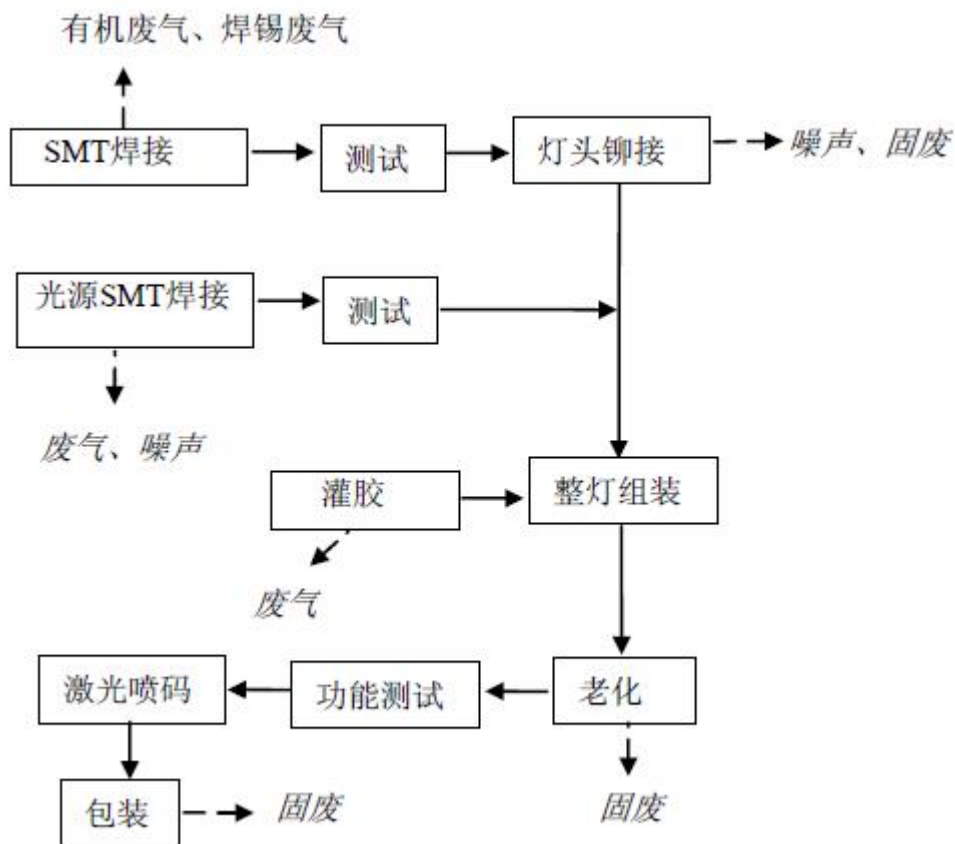 有机废气、焊锡废气
SMT焊接
测试
灯头铆接
噪声、固废
光源SMT焊接
测试
废气、噪声
灌胶
整灯组装
废气
激光喷码
功能测试
老化
包装
固废
固废